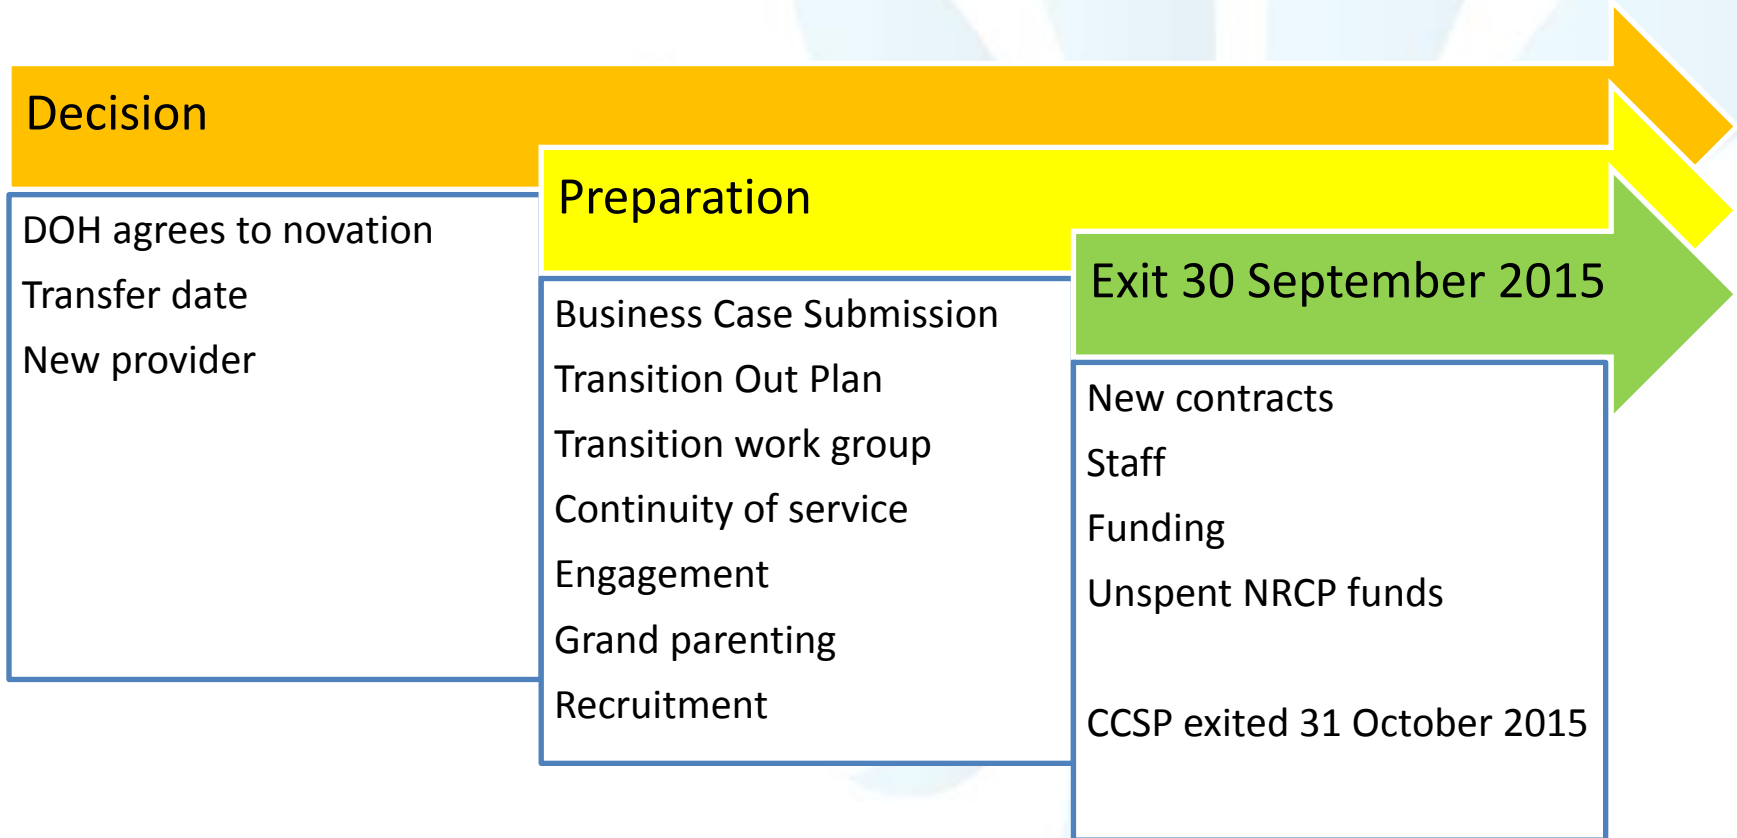 Decision
DOH agrees to novation
Transfer date
New provider
Preparation
Business Case Submission
Transition Out Plan
Transition work group
Continuity of service
Engagement
Grand parenting
Recruitment
Exit 30 September 2015
New contracts
Staff
Funding
Unspent NRCP funds
CCSP exited 31 October 2015